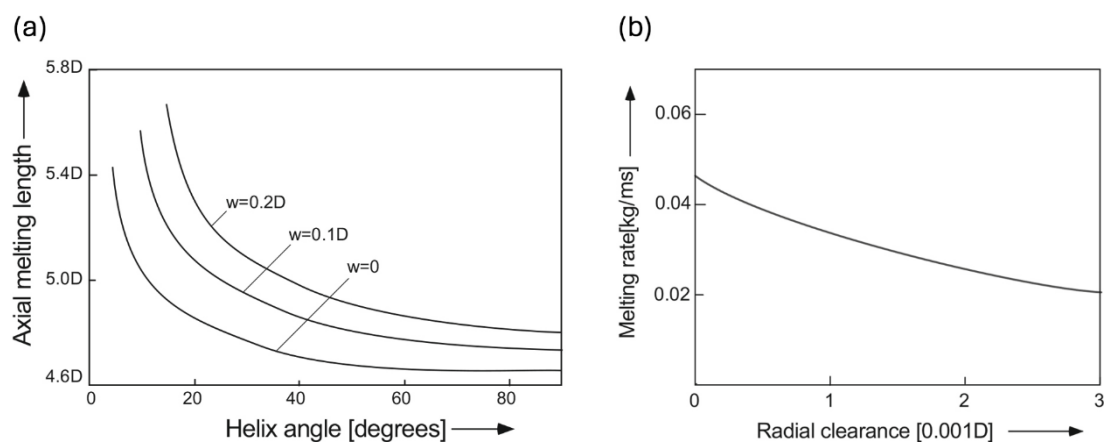 (a)
5.8D
5.4D
5.0D
4.6D
Axial melting length
w=0.2D
w=0.1D
w=0
0
20
40
60
80
Helix angle [degrees]
(b)
0.06
0.04
0.02
Melting rate[kg/ms]
0
1
2
3
Radial clearance [0.001D]